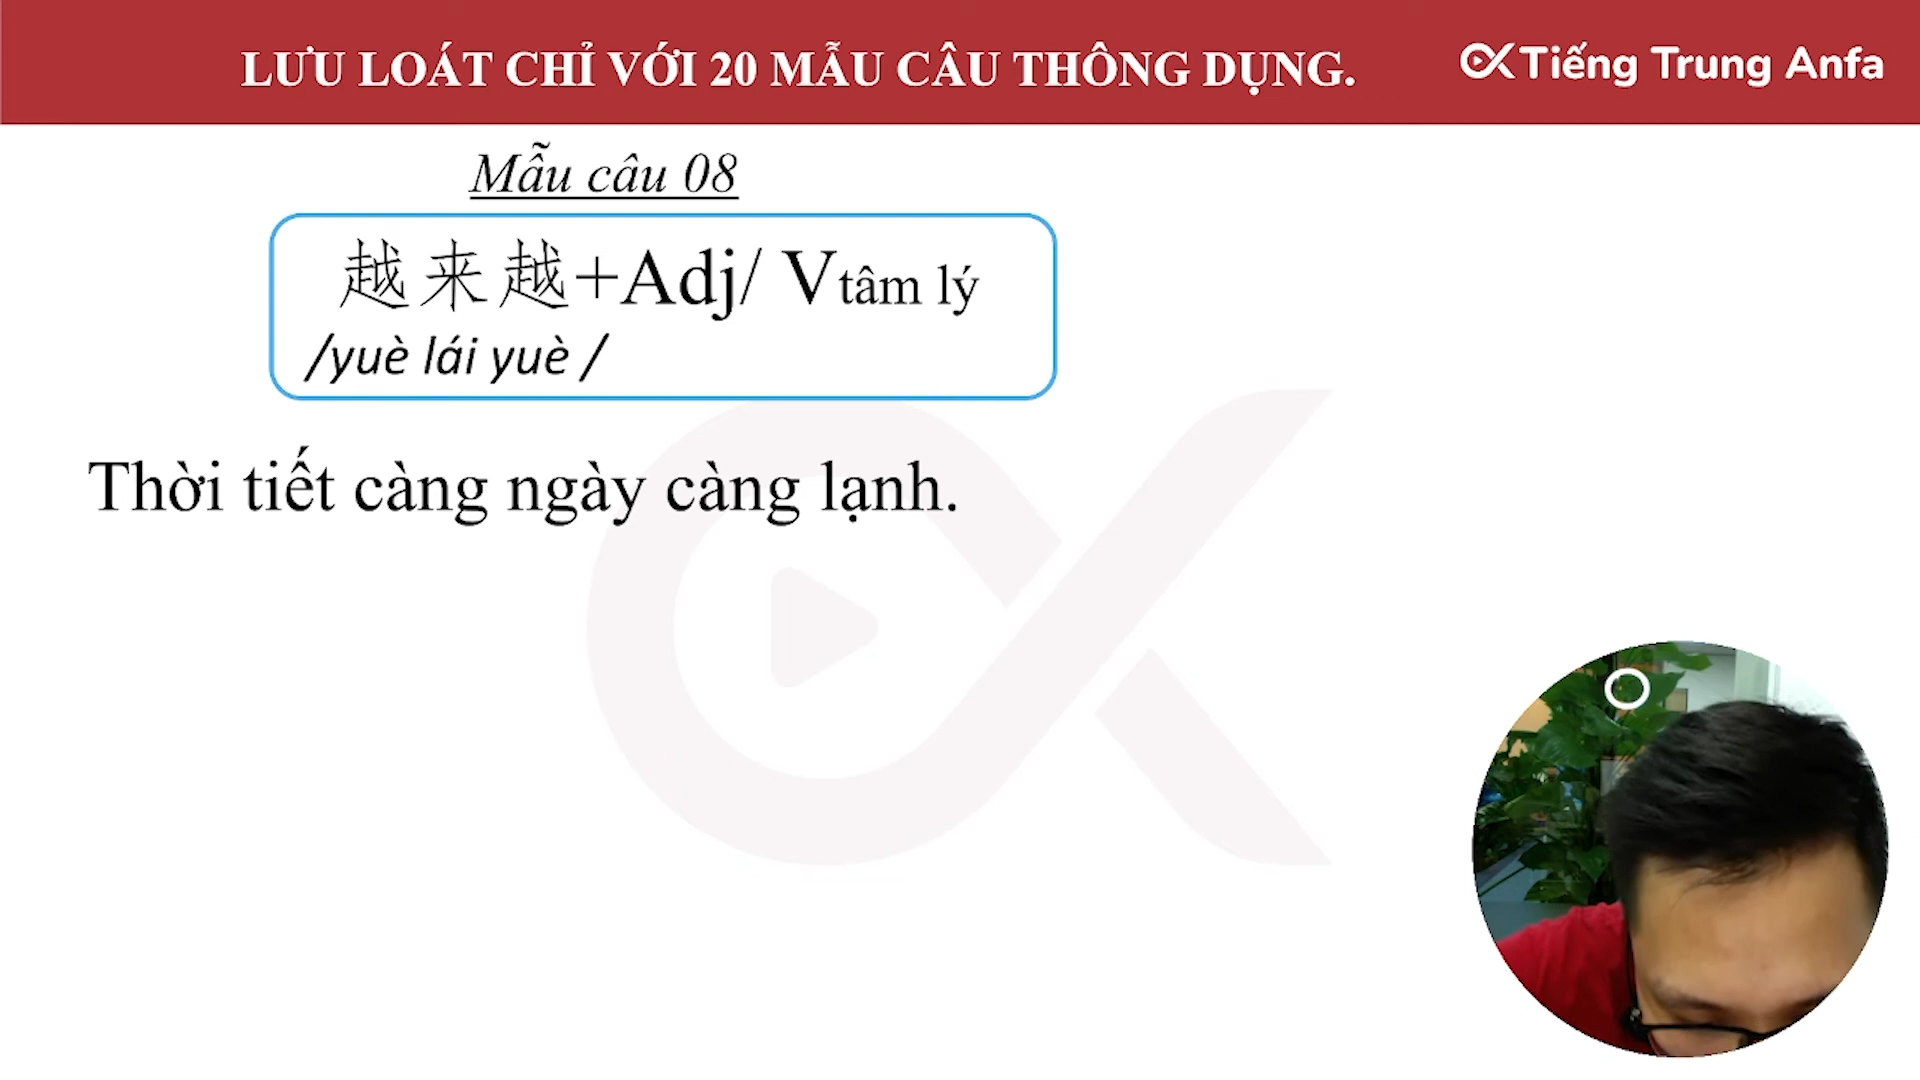 LƯU LOÁT CHỈ VỚI 20 MẪU CÂU THÔNG DỤNG.
Tiếng Trung Anfa
Mẫu câu 08
越来越+Adj/ Vtâm lý
/yuè lái yuè /
Thời tiết càng ngày càng lạnh.